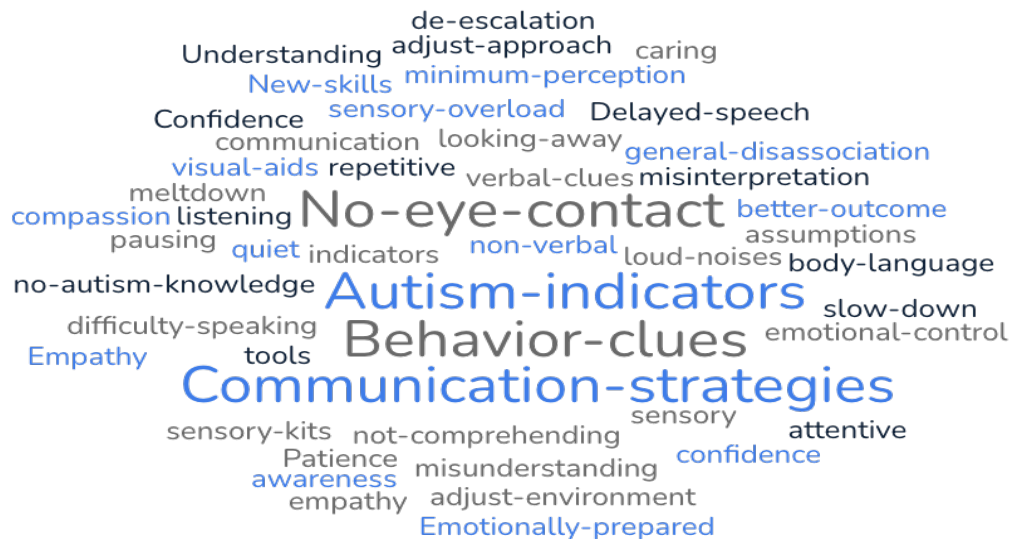 de-escalation
Understanding adjust-approach caring
New-skills minimum-perception
Confidence sensory-overload Delayed-speech
communication looking-away general-disassociation
visual-aids repetitive verbal-clues misinterpretation
meltdown No-eye-contact better-outcome
compassion listening assumptions
pausing quiet indicators non-verbal loud-noises body-language
no-autism-knowledge Autism-indicators slow-down
difficulty-speaking Behavior-clues emotional-control
Empathy tools
Communication-strategies
sensory-kits not-comprehending sensory attentive
Patience misunderstanding confidence
awareness
empathy adjust-environment
Emotionally-prepared